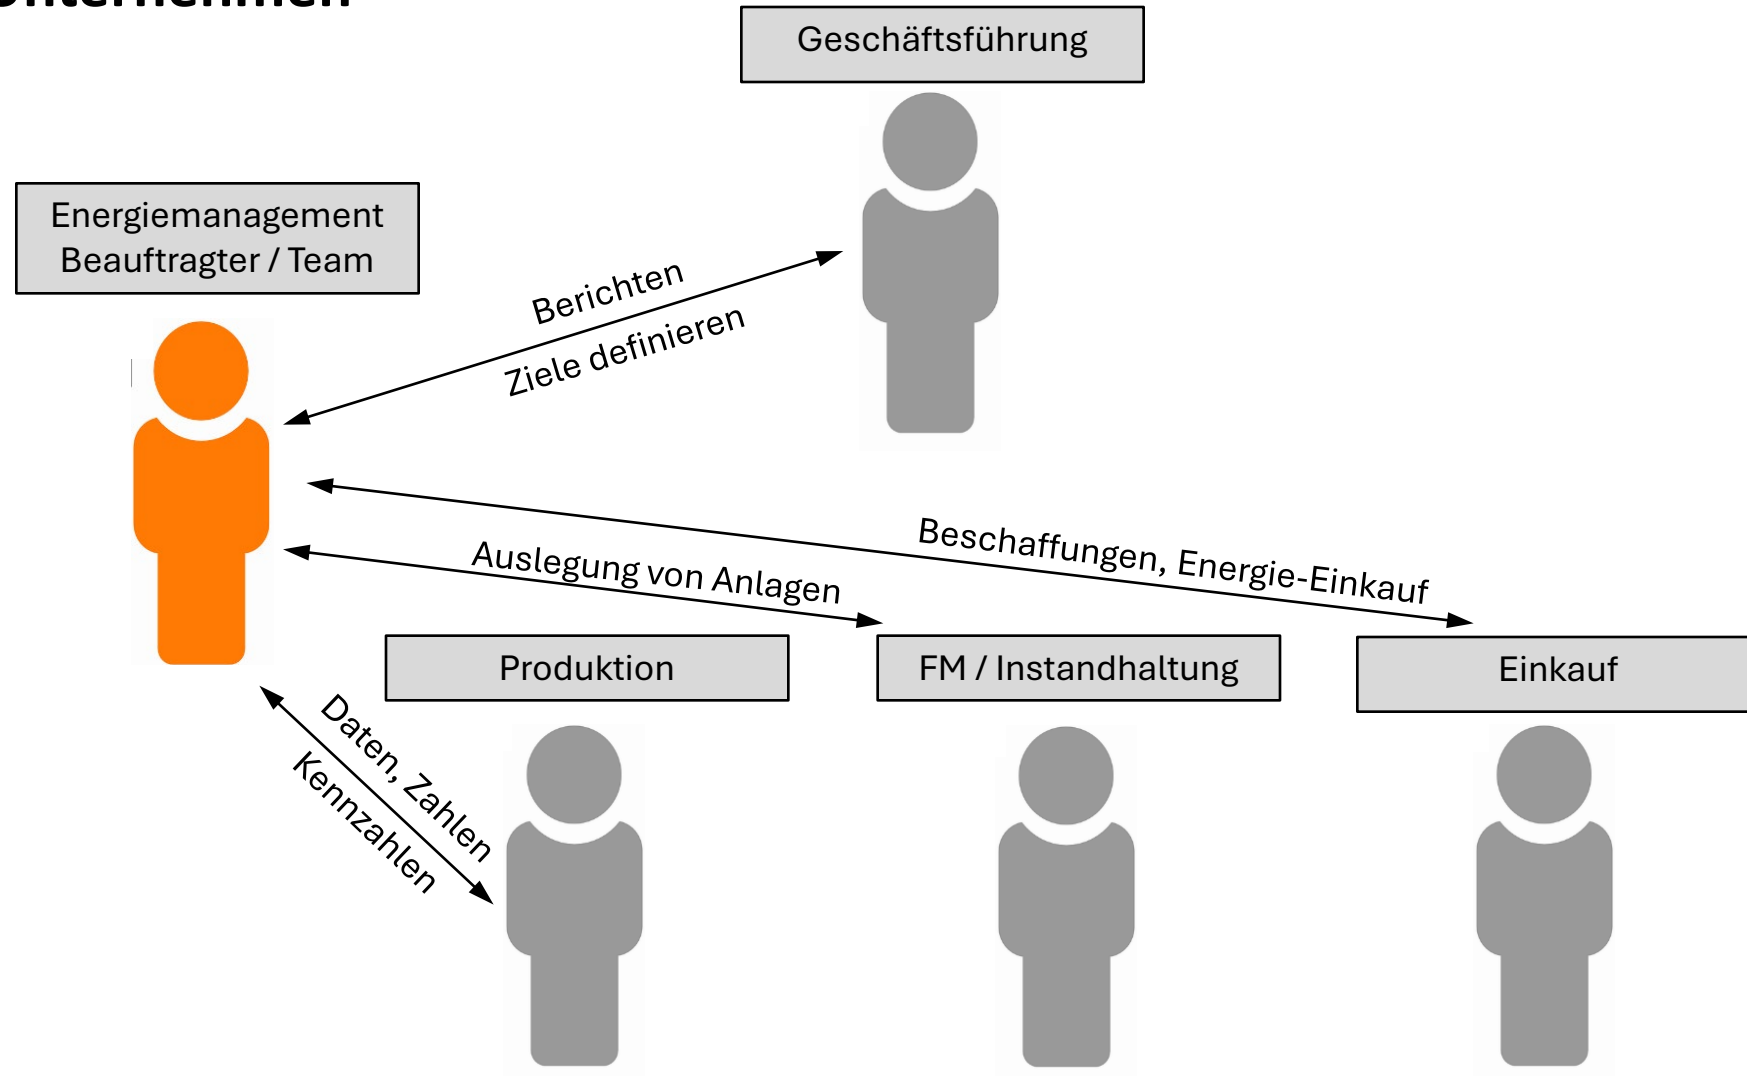 Unternehmen
Geschäftsführung
Energiemanagement
Beauftragter / Team
Berichten
Ziele definieren
Beschaffungen, Energie-Einkauf
Auslegung von Anlagen
Produktion
FM / Instandhaltung
Einkauf
Daten, Zahlen
Kennzahlen